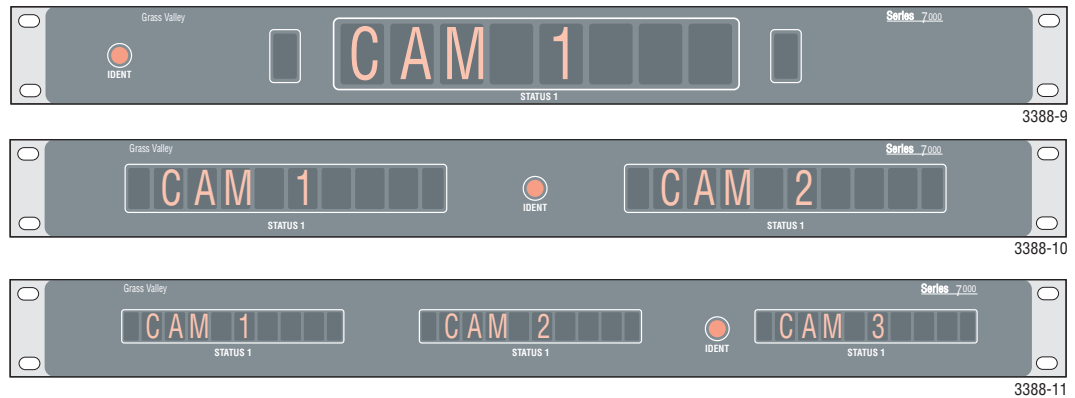 Grass Valley Series 7000
CAM 1
IDENT
STATUS 1
3388-9
Grass Valley Series 7000
CAM 1 CAM 2
IDENT
STATUS 1 STATUS 1
3388-10
Grass Valley Series 7000
CAM 1 CAM 2 CAM 3
IDENT
STATUS 1 STATUS 1 STATUS 1
3388-11